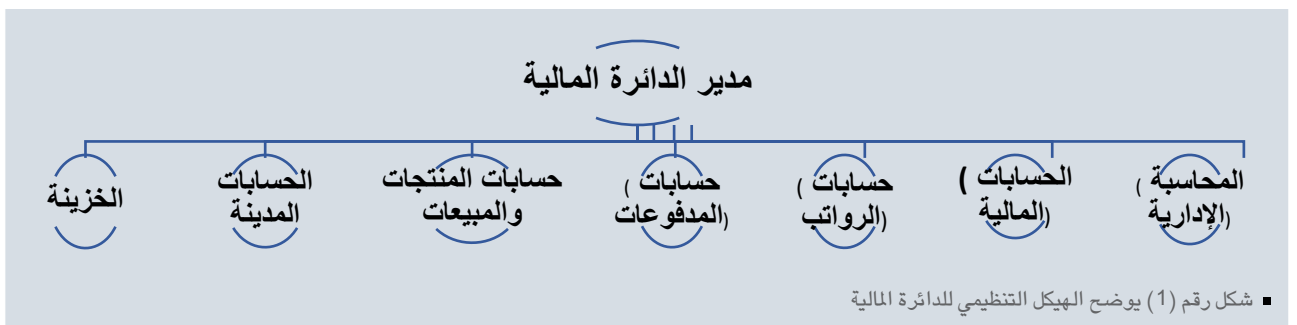 مدير الدائرة المالية
المحاسبة )
(الإدارية
الحسابات )
(المالية
حسابات )
(الرواتب
حسابات )
(المدفوعات
حسابات المنتجات
والمبيعات
الحسابات
المدينة
الخزينة
▪ شكل رقم (1) يوضح الهيكل التنظيمي للدائرة المالية